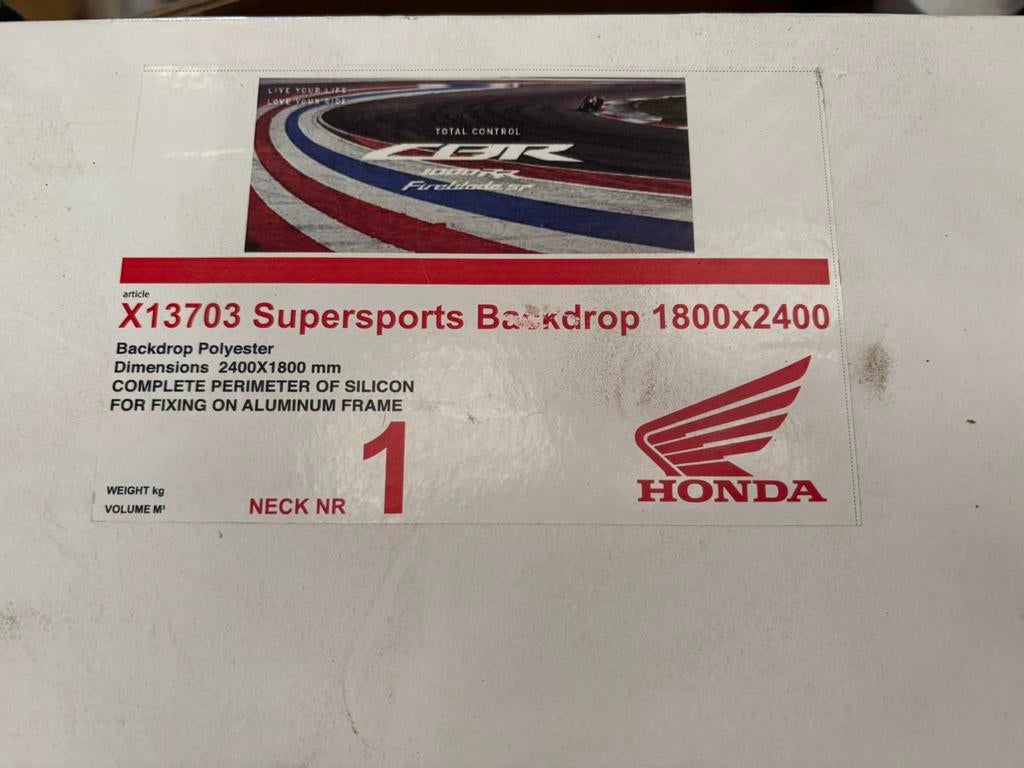 LIVE YOUR LIFE
LOVE YOUR RIDE
TOTAL CONTROL
CBR
1000RR
Fireblade SP
article
X13703 Supersports Backdrop 1800x2400
Backdrop Polyester
Dimensions 2400X1800 mm
COMPLETE PERIMETER OF SILICON
FOR FIXING ON ALUMINUM FRAME
WEIGHT kg
VOLUME M³
NECK NR 1
HONDA